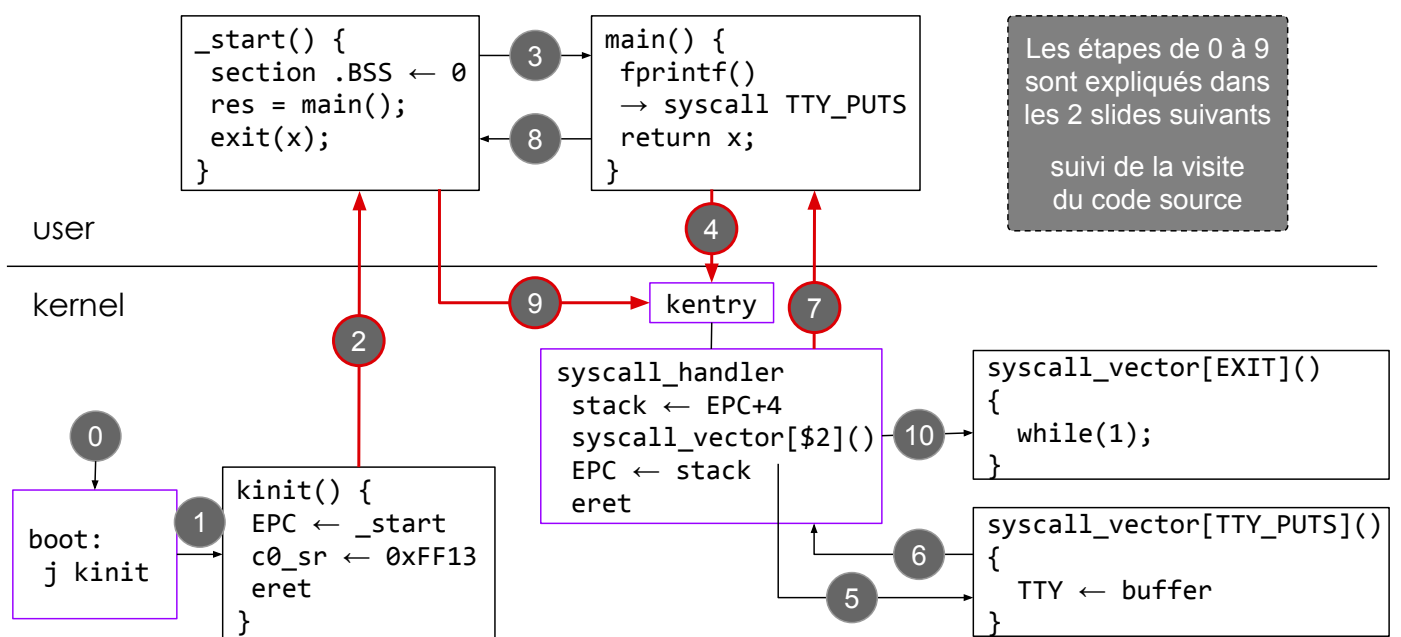 _start() {
section .BSS ← 0
res = main();
exit(x);
}
3
8
main() {
fprintf()
→ syscall TTY_PUTS
return x;
}
Les étapes de 0 à 9
sont expliqués dans
les 2 slides suivants
suivi de la visite
du code source
user
4
kernel
2
9
kentry
7
syscall_handler
stack ← EPC+4
syscall_vector[$2]()
EPC ← stack
eret
10
syscall_vector[EXIT]()
{
while(1);
}
0
boot:
j kinit
1
kinit() {
EPC ← _start
c0_sr ← 0xFF13
eret
}
6
5
syscall_vector[TTY_PUTS]()
{
TTY ← buffer
}